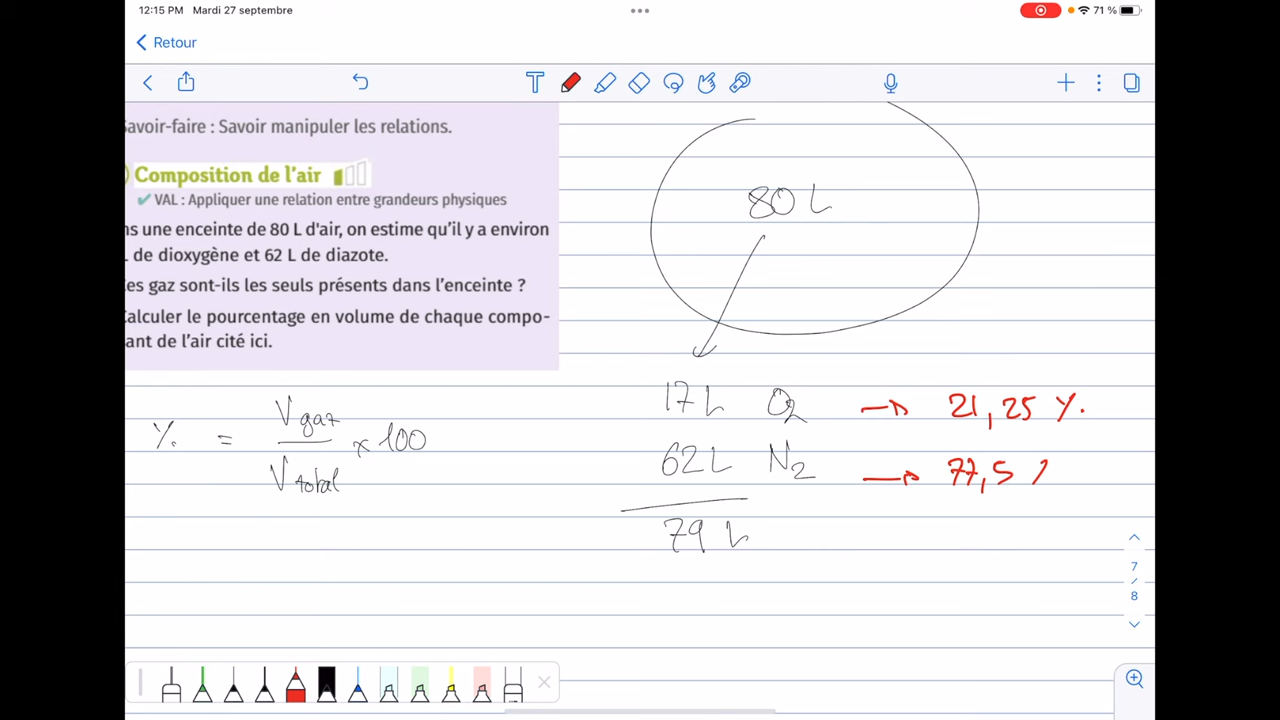 12:15 PM Mardi 27 septembre
71 %
Retour
Savoir-faire : Savoir manipuler les relations.
Composition de l'air
✔ VAL : Appliquer une relation entre grandeurs physiques
ns une enceinte de 80 L d'air, on estime qu'il y a environ
L de dioxygène et 62 L de diazote.
Ces gaz sont-ils les seuls présents dans l'enceinte ?
Calculer le pourcentage en volume de chaque compo-
ant de l'air cité ici.
80 L
17 L O2 → 21,25 %.
% = V gaz / V total × 100
62 L N2 → 77,5
79 L
7
/
8